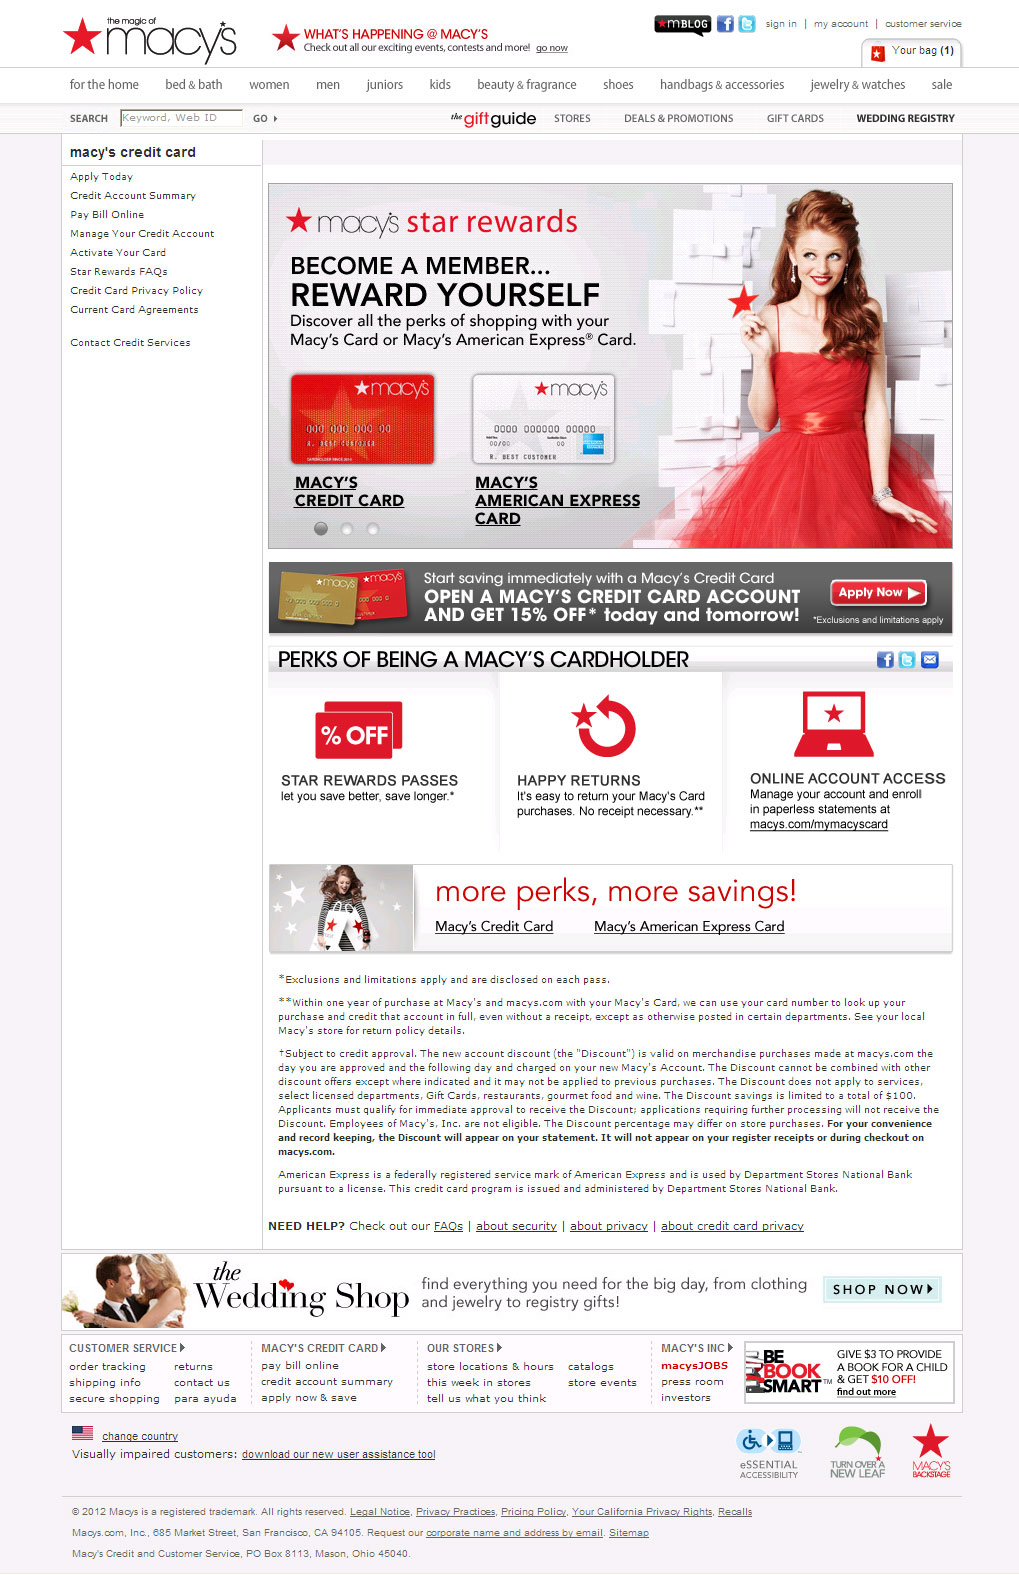 the magic of
macy's
WHAT'S HAPPENING @ MACY'S
Check out all our exciting events, contests and more! go now
mBLOG
sign in | my account | customer service
Your bag (1)
for the home bed & bath women men juniors kids beauty & fragrance shoes handbags & accessories jewelry & watches sale
SEARCH Keyword, Web ID GO
the giftguide STORES DEALS & PROMOTIONS GIFT CARDS WEDDING REGISTRY
macy's credit card
Apply Today
Credit Account Summary
Pay Bill Online
Manage Your Credit Account
Activate Your Card
Star Rewards FAQs
Credit Card Privacy Policy
Current Card Agreements
Contact Credit Services
macy's star rewards
BECOME A MEMBER...
REWARD YOURSELF
Discover all the perks of shopping with your
Macy's Card or Macy's American Express® Card.
macy's
000 000 000 00
R. BEST CUSTOMER
macy's
0000 000000 00000
00/00 00
R. BEST CUSTOMER
MACY'S
CREDIT CARD
MACY'S
AMERICAN EXPRESS
CARD
macy's
macy's
Start saving immediately with a Macy's Credit Card
OPEN A MACY'S CREDIT CARD ACCOUNT
AND GET 15% OFF* today and tomorrow!
Apply Now
*Exclusions and limitations apply
PERKS OF BEING A MACY'S CARDHOLDER
% OFF
STAR REWARDS PASSES
let you save better, save longer.*
HAPPY RETURNS
It's easy to return your Macy's Card
purchases. No receipt necessary.**
ONLINE ACCOUNT ACCESS
Manage your account and enroll
in paperless statements at
macys.com/mymacyscard
more perks, more savings!
Macy's Credit Card Macy's American Express Card
*Exclusions and limitations apply and are disclosed on each pass.
**Within one year of purchase at Macy's and macys.com with your Macy's Card, we can use your card number to look up your
purchase and credit that account in full, even without a receipt, except as otherwise posted in certain departments. See your local
Macy's store for return policy details.
†Subject to credit approval. The new account discount (the "Discount") is valid on merchandise purchases made at macys.com the
day you are approved and the following day and charged on your new Macy's Account. The Discount cannot be combined with other
discount offers except where indicated and it may not be applied to previous purchases. The Discount does not apply to services,
select licensed departments, Gift Cards, restaurants, gourmet food and wine. The Discount savings is limited to a total of $100.
Applicants must qualify for immediate approval to receive the Discount; applications requiring further processing will not receive the
Discount. Employees of Macy's, Inc. are not eligible. The Discount percentage may differ on store purchases. For your convenience
and record keeping, the Discount will appear on your statement. It will not appear on your register receipts or during checkout on
macys.com.
American Express is a federally registered service mark of American Express and is used by Department Stores National Bank
pursuant to a license. This credit card program is issued and administered by Department Stores National Bank.
NEED HELP? Check out our FAQs | about security | about privacy | about credit card privacy
the
Wedding Shop
find everything you need for the big day, from clothing
and jewelry to registry gifts!
SHOP NOW
CUSTOMER SERVICE
order tracking returns
shipping info contact us
secure shopping para ayuda
MACY'S CREDIT CARD
pay bill online
credit account summary
apply now & save
OUR STORES
store locations & hours catalogs
this week in stores store events
tell us what you think
MACY'S INC
macysJOBS
press room
investors
BE
BOOK
SMART™
GIVE $3 TO PROVIDE
A BOOK FOR A CHILD
& GET $10 OFF!
find out more
change country
Visually impaired customers: download our new user assistance tool
eSSENTIAL
ACCESSIBILITY
TURN OVER A
NEW LEAF
MACY'S
BACKSTAGE
© 2012 Macys is a registered trademark. All rights reserved. Legal Notice, Privacy Practices, Pricing Policy, Your California Privacy Rights, Recalls
Macys.com, Inc., 685 Market Street, San Francisco, CA 94105. Request our corporate name and address by email. Sitemap
Macy's Credit and Customer Service, PO Box 8113, Mason, Ohio 45040.